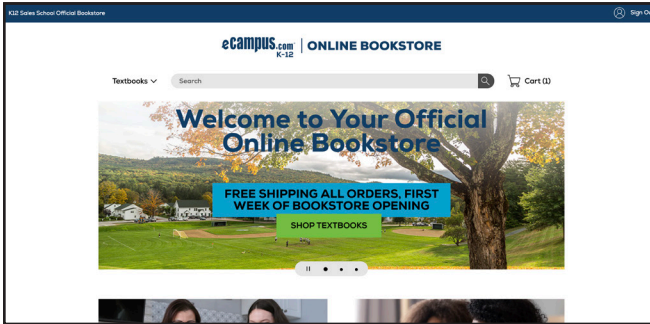 K12 Sales School Official Bookstore
Sign Ou
ecampus.com K-12 | ONLINE BOOKSTORE
Textbooks
Search
Cart (1)
Welcome to Your Official
Online Bookstore
FREE SHIPPING ALL ORDERS, FIRST
WEEK OF BOOKSTORE OPENING
SHOP TEXTBOOKS